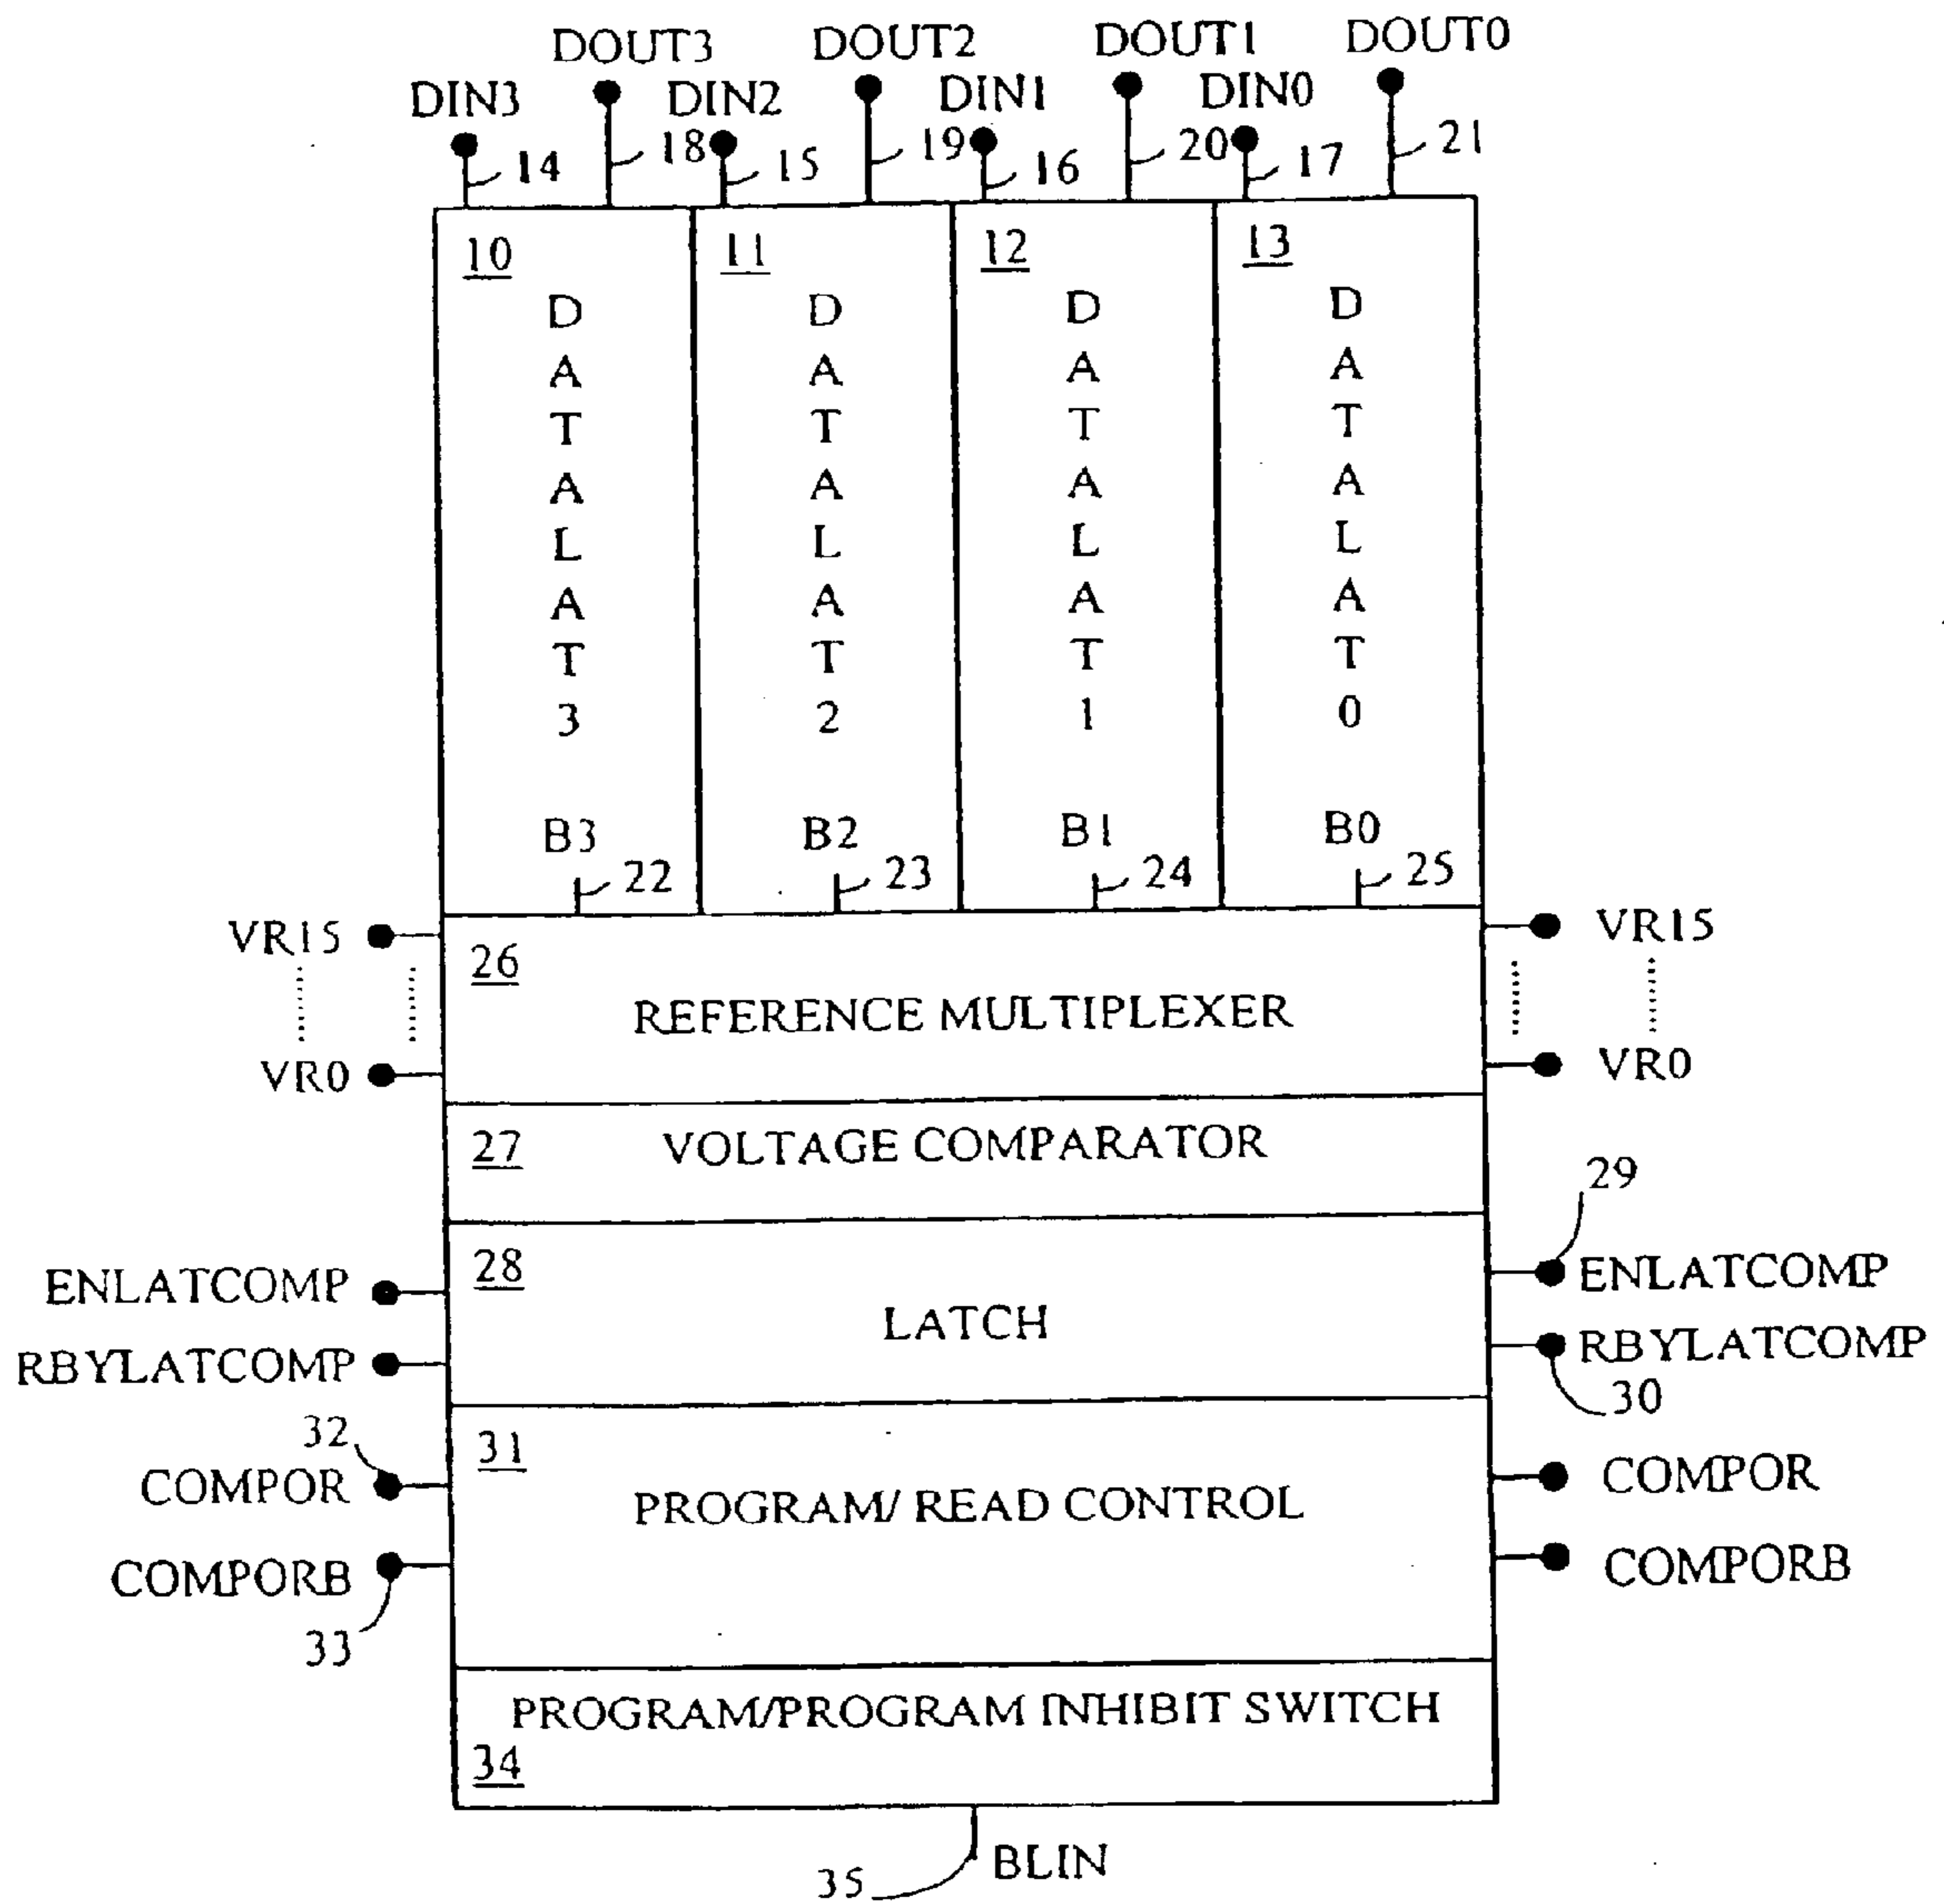 DOUT3 DOUT2 DOUT1 DOUT0
DIN3 DIN2 DIN1 DIN0
14 18 15 19 16 20 17 21
10 11 12 13
D D D D
A A A A
T T T T
A A A A
L L L L
A A A A
T T T T
3 2 1 0
B3 B2 B1 B0
22 23 24 25
VR15 VR15
26
REFERENCE MULTIPLEXER
VR0 VR0
27 VOLTAGE COMPARATOR
29
28
ENLATCOMP ENLATCOMP
LATCH
RBYLATCOMP RBYLATCOMP
30
32
31
COMPOR COMPOR
PROGRAM/ READ CONTROL
COMPORB COMPORB
33
PROGRAM/PROGRAM INHIBIT SWITCH
34
35 BLIN